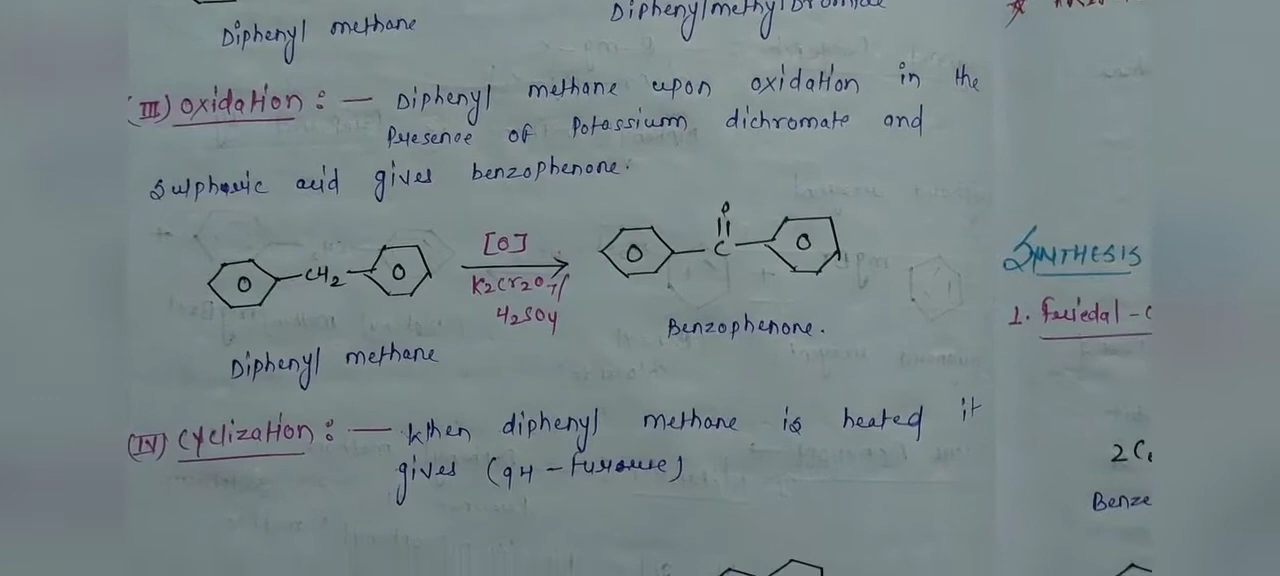 Diphenyl methane
Diphenylmethyl Bromide
(III) Oxidation : — Diphenyl methane upon oxidation in the
Presence of Potassium dichromate and
Sulphuric acid gives benzophenone.
CH2
[O]
K2Cr2O7/
H2SO4
O
C
Diphenyl methane
Benzophenone.
(IV) Cyclization : — When diphenyl methane is heated it
gives (9H -
SYNTHESIS
1. Friedal - C
2C
Benze